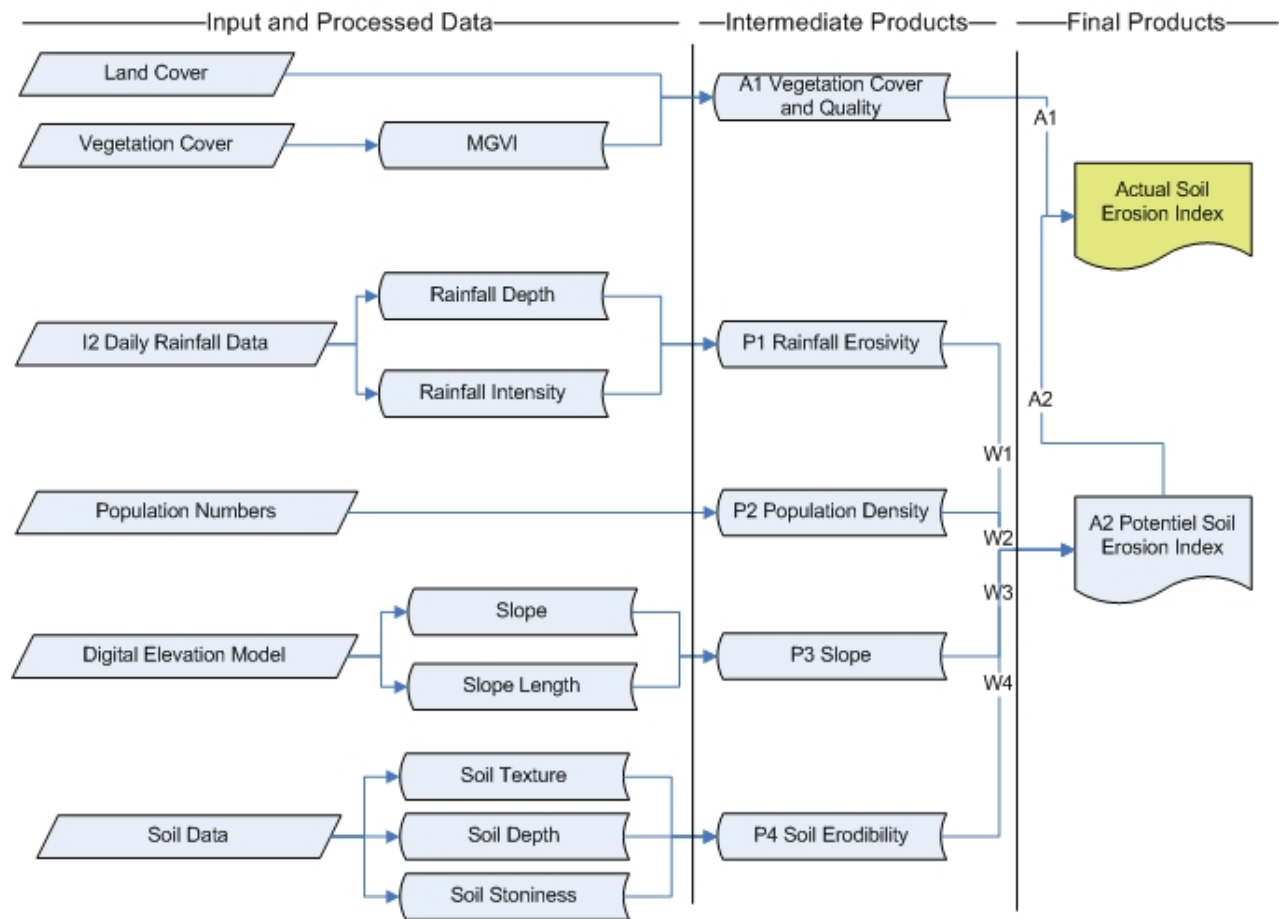 Input and Processed Data
Intermediate Products
Final Products
Land Cover
A1 Vegetation Cover
and Quality
A1
Vegetation Cover
MGVI
Actual Soil
Erosion Index
Rainfall Depth
I2 Daily Rainfall Data
P1 Rainfall Erosivity
Rainfall Intensity
A2
W1
Population Numbers
P2 Population Density
W2
A2 Potentiel Soil
Erosion Index
W3
Slope
Digital Elevation Model
P3 Slope
Slope Length
W4
Soil Texture
Soil Data
Soil Depth
P4 Soil Erodibility
Soil Stoniness